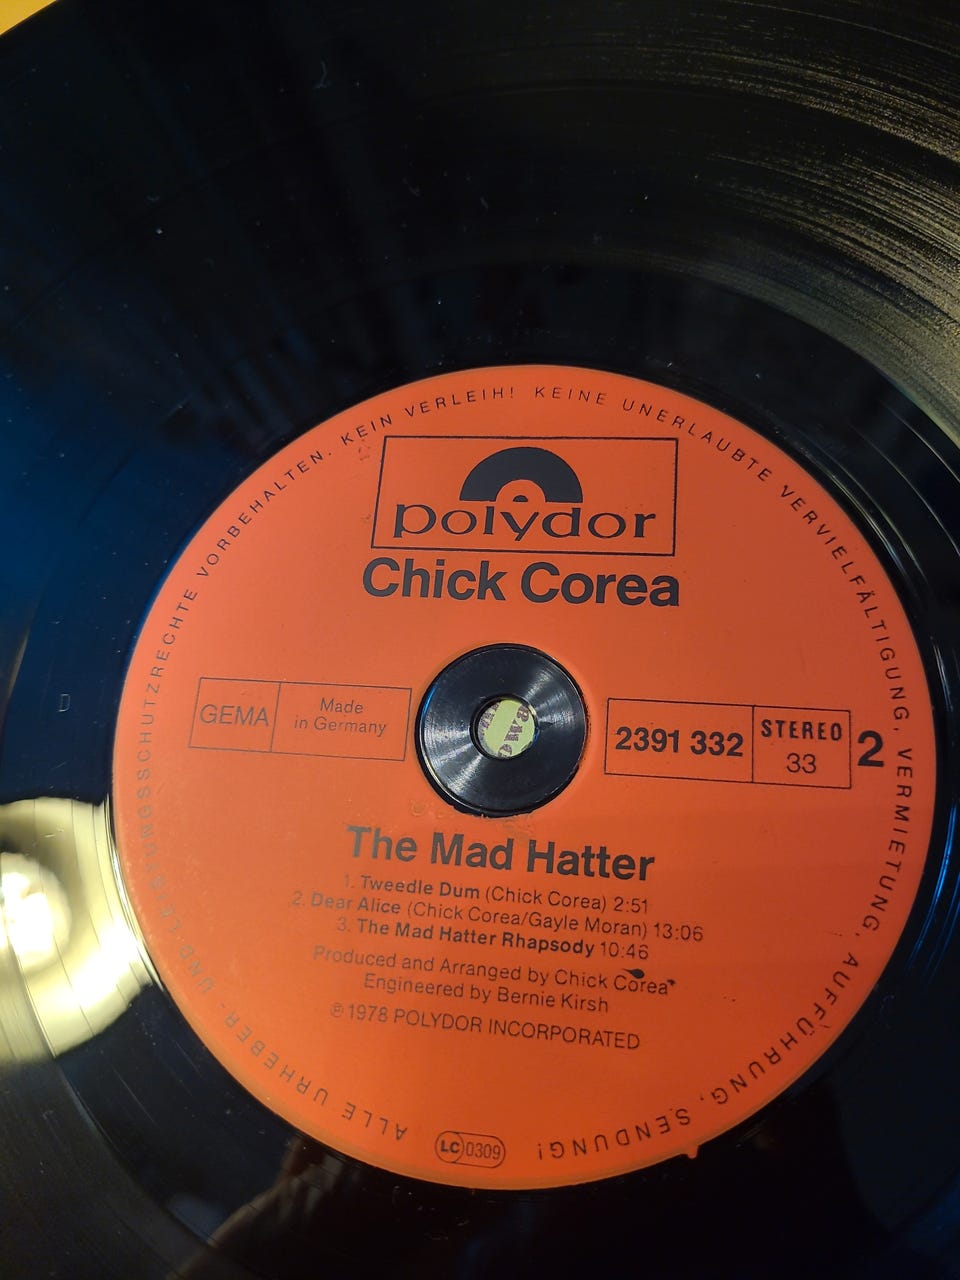 ALLE URHEBER- UND LEISTUNGSSCHUTZRECHTE VORBEHALTEN. KEIN VERLEIH! KEINE UNERLAUBTE VERVIELFÄLTIGUNG, VERMIETUNG, AUFFÜHRUNG, SENDUNG!
polydor
Chick Corea
GEMA
Made
in Germany
2391 332
STEREO
33
2
The Mad Hatter
1. Tweedle Dum (Chick Corea) 2:51
2. Dear Alice (Chick Corea/Gayle Moran) 13:06
3. The Mad Hatter Rhapsody 10:46
Produced and Arranged by Chick Corea
Engineered by Bernie Kirsh
℗ 1978 POLYDOR INCORPORATED
LC 0309